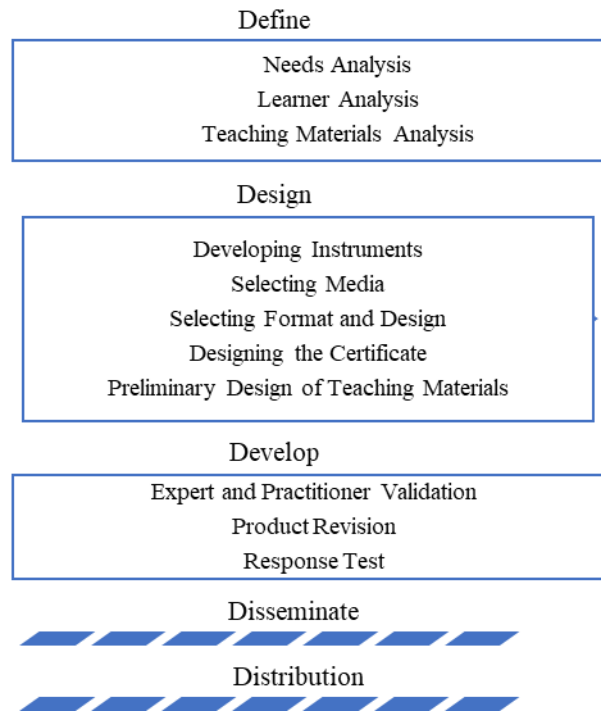 Define
Needs Analysis
Learner Analysis
Teaching Materials Analysis
Design
Developing Instruments
Selecting Media
Selecting Format and Design
Designing the Certificate
Preliminary Design of Teaching Materials
Develop
Expert and Practitioner Validation
Product Revision
Response Test
Disseminate
Distribution